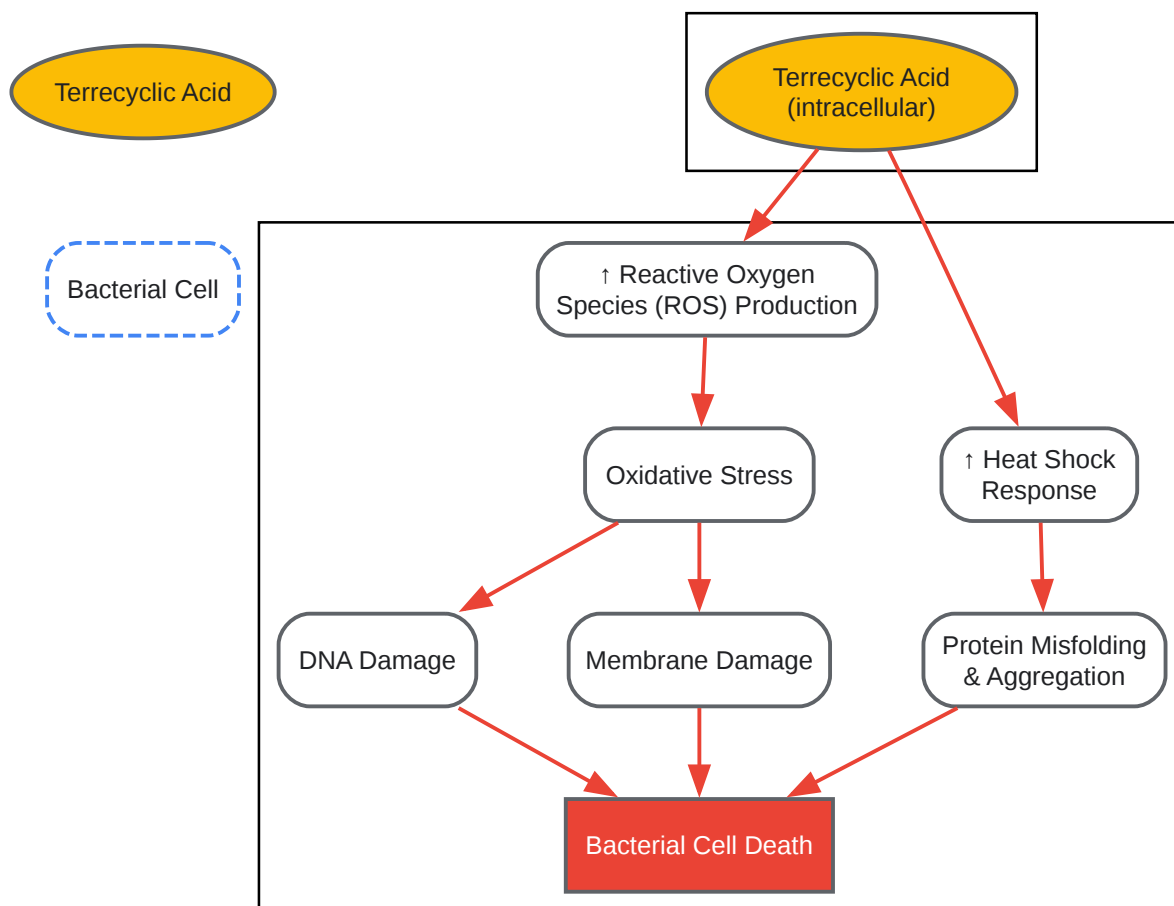 Terrecyclic Acid
Terrecyclic Acid
(intracellular)
Bacterial Cell
↑ Reactive Oxygen
Species (ROS) Production
Oxidative Stress
↑ Heat Shock
Response
DNA Damage
Membrane Damage
Protein Misfolding
& Aggregation
Bacterial Cell Death